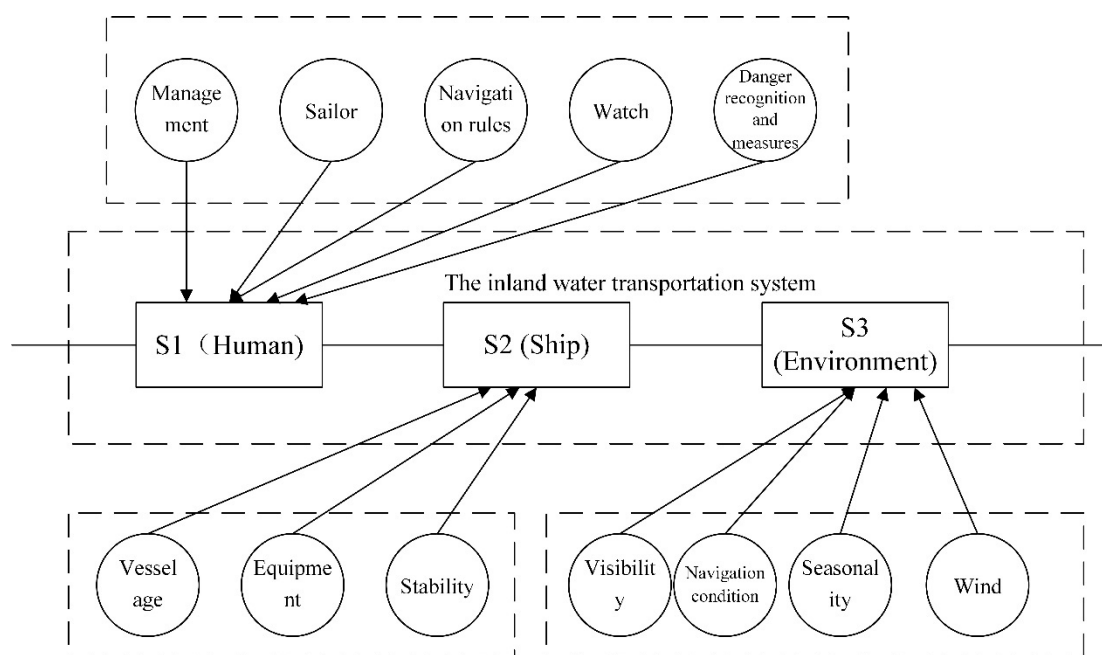 Manage
ment
Sailor
Navigati
on rules
Watch
Danger
recognition
and
measures
The inland water transportation system
S1（Human)
S2 (Ship)
S3
(Environment)
Vessel
age
Equipme
nt
Stability
Visibilit
y
Navigation
condition
Seasonal
ity
Wind